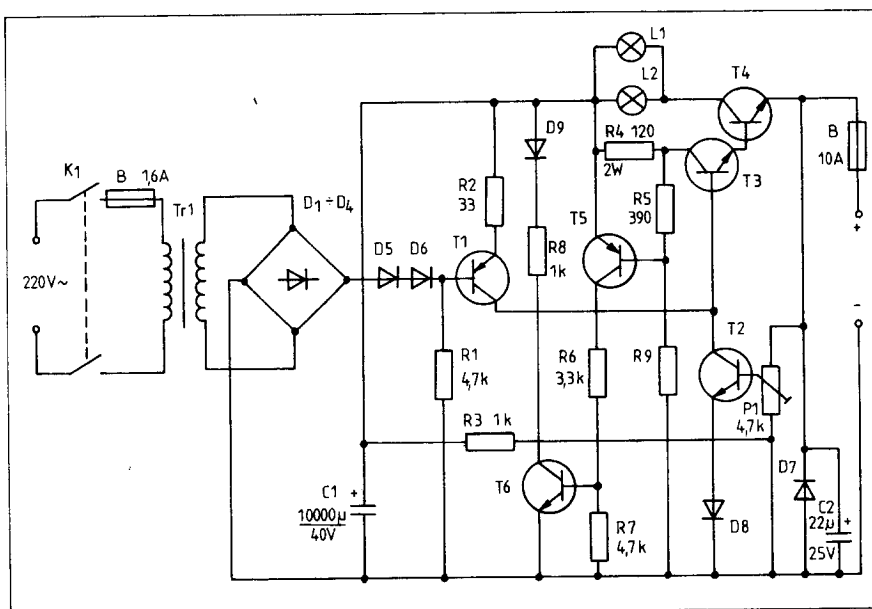 L1
L2
T4
D9
R4 120
2W
B
10A
K1
B 1,6A
Tr1
D1÷D4
R2
33
T5
R5
390
T3
+
D5
D6
T1
R8
1k
220V~
−
T2
R1
4,7k
R6
3,3k
R9
P1
4,7k
R3 1k
D7
C1
+
10000µ
40V
T6
R7
4,7k
D8
C2
22µ
+
25V